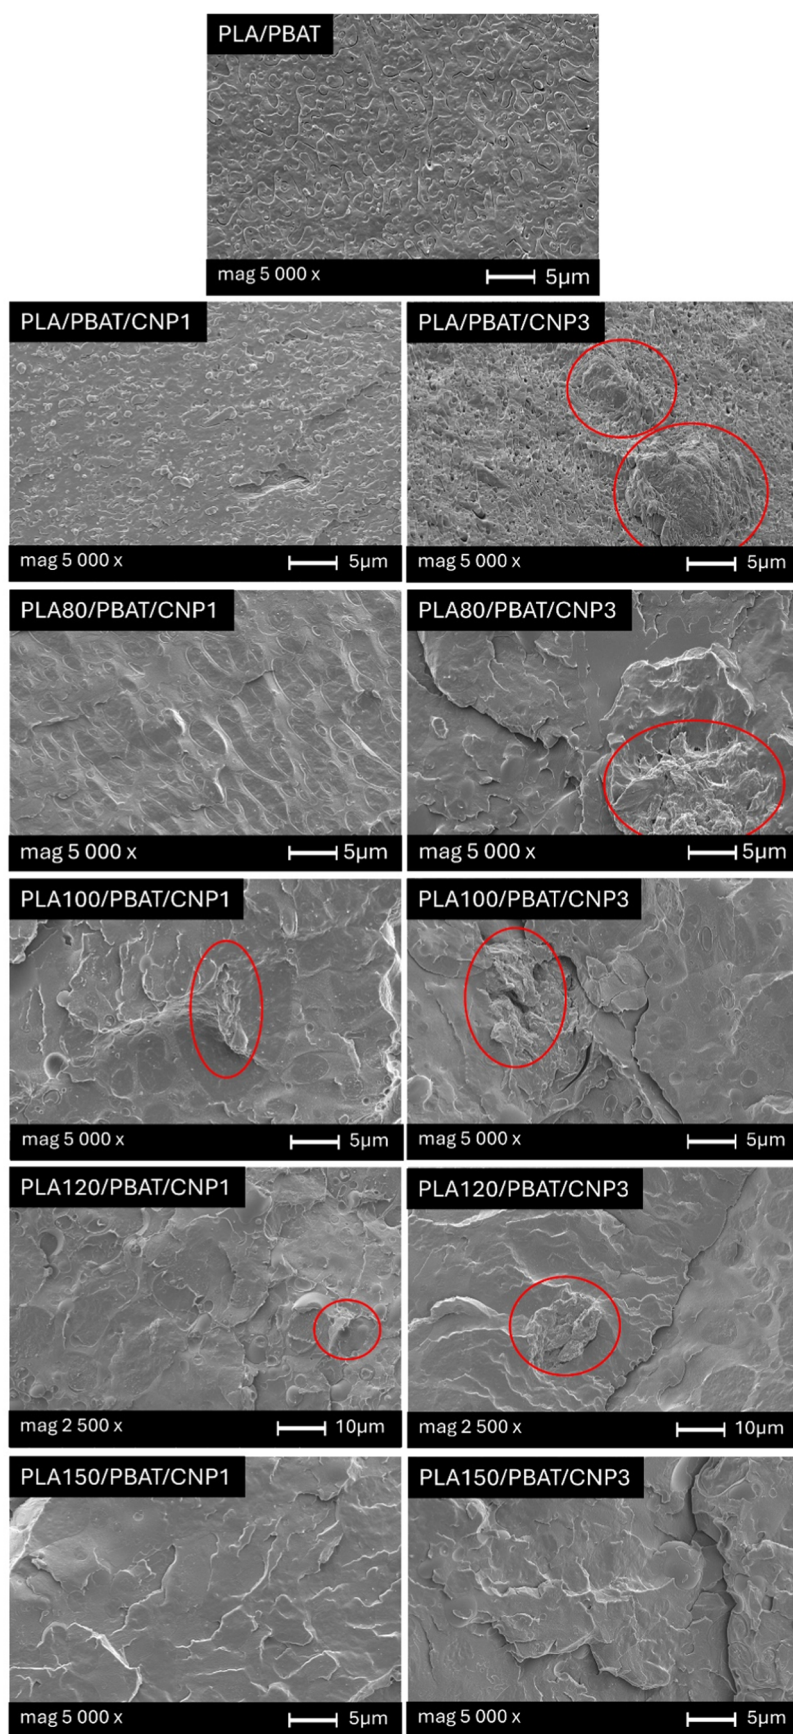 PLA/PBAT
mag 5 000 x 5µm
PLA/PBAT/CNP1
mag 5 000 x 5µm
PLA/PBAT/CNP3
mag 5 000 x 5µm
PLA80/PBAT/CNP1
mag 5 000 x 5µm
PLA80/PBAT/CNP3
mag 5 000 x 5µm
PLA100/PBAT/CNP1
mag 5 000 x 5µm
PLA100/PBAT/CNP3
mag 5 000 x 5µm
PLA120/PBAT/CNP1
mag 2 500 x 10µm
PLA120/PBAT/CNP3
mag 2 500 x 10µm
PLA150/PBAT/CNP1
mag 5 000 x 5µm
PLA150/PBAT/CNP3
mag 5 000 x 5µm